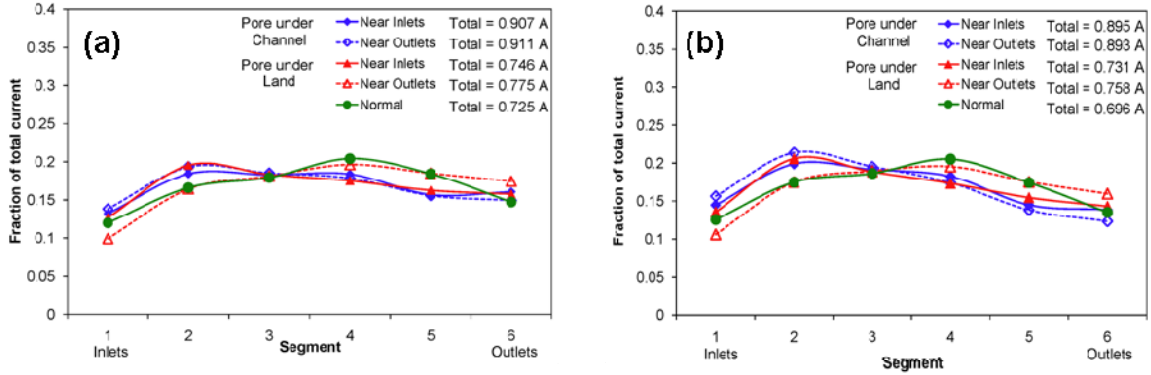 (a)
Pore under
Channel
Near Inlets Total = 0.907 A
Near Outlets Total = 0.911 A
Pore under
Land
Near Inlets Total = 0.746 A
Near Outlets Total = 0.775 A
Normal Total = 0.725 A
Fraction of total current
0.4
0.35
0.3
0.25
0.2
0.15
0.1
0.05
0
1 2 3 4 5 6
Inlets Segment Outlets
(b)
Pore under
Channel
Near Inlets Total = 0.895 A
Near Outlets Total = 0.893 A
Pore under
Land
Near Inlets Total = 0.731 A
Near Outlets Total = 0.758 A
Normal Total = 0.696 A
Fraction of total current
0.4
0.35
0.3
0.25
0.2
0.15
0.1
0.05
0
1 2 3 4 5 6
Inlets Outlets
Segment